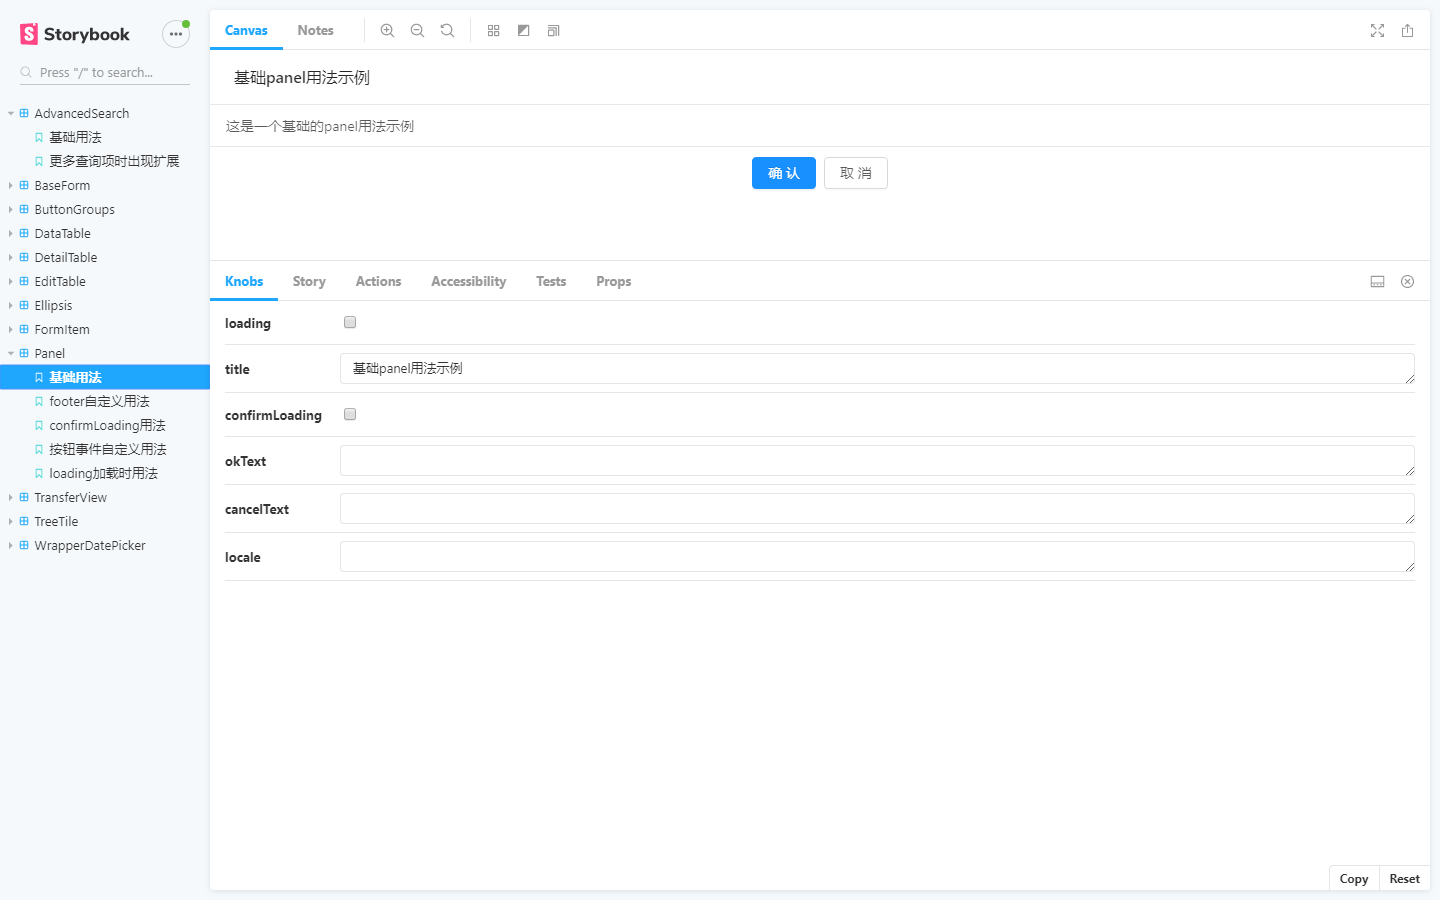 Storybook
Press "/" to search...
AdvancedSearch
基础用法
更多查询项时出现扩展
BaseForm
ButtonGroups
DataTable
DetailTable
EditTable
Ellipsis
FormItem
Panel
基础用法
footer自定义用法
confirmLoading用法
按钮事件自定义用法
loading加载时用法
TransferView
TreeTile
WrapperDatePicker
Canvas Notes
基础panel用法示例
这是一个基础的panel用法示例
确 认 取 消
Knobs Story Actions Accessibility Tests Props
loading
title 基础panel用法示例
confirmLoading
okText
cancelText
locale
Copy Reset